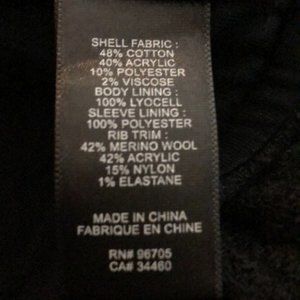 SHELL FABRIC :
48% COTTON
40% ACRYLIC
10% POLYESTER
2% VISCOSE
BODY LINING :
100% LYOCELL
SLEEVE LINING :
100% POLYESTER
RIB TRIM :
42% MERINO WOOL
42% ACRYLIC
15% NYLON
1% ELASTANE
MADE IN CHINA
FABRIQUE EN CHINE
RN# 96705
CA# 34460